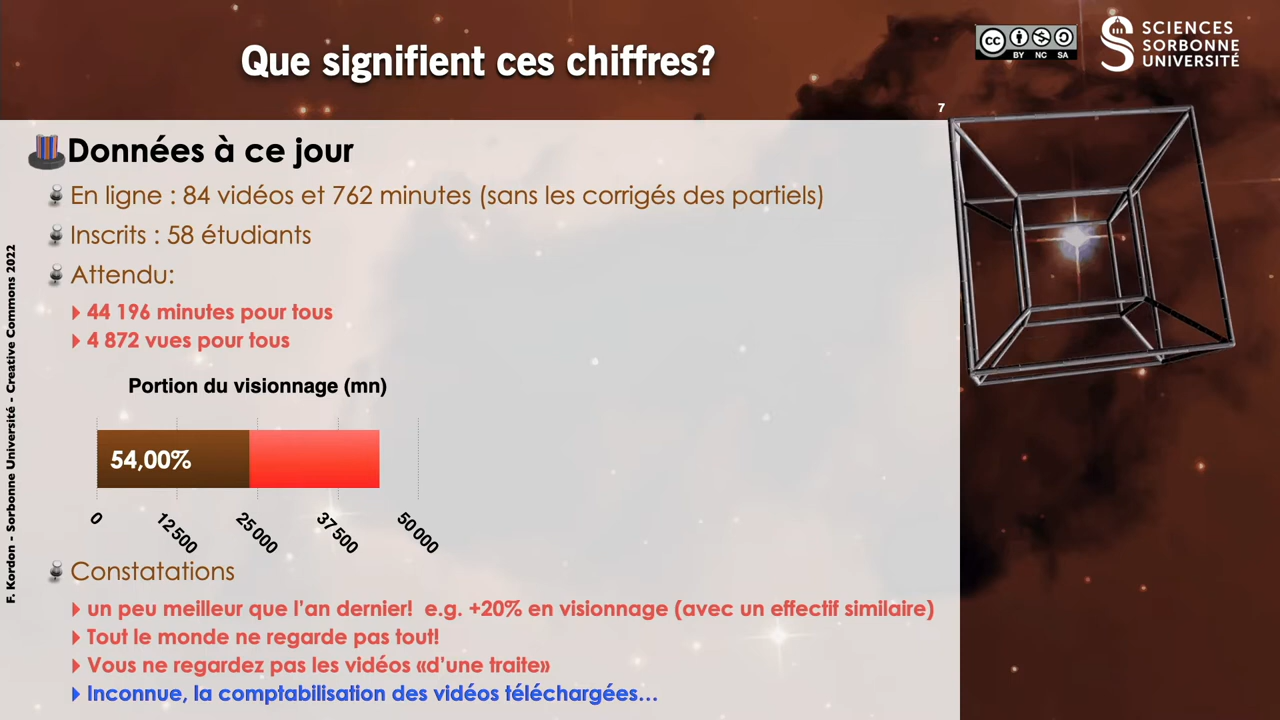 Que signifient ces chiffres?
cc BY NC SA
SCIENCES
SORBONNE
UNIVERSITÉ
7
Données à ce jour
En ligne : 84 vidéos et 762 minutes (sans les corrigés des partiels)
Inscrits : 58 étudiants
Attendu:
44 196 minutes pour tous
4 872 vues pour tous
Portion du visionnage (mn)
54,00%
0
12 500
25 000
37 500
50 000
Constatations
un peu meilleur que l'an dernier! e.g. +20% en visionnage (avec un effectif similaire)
Tout le monde ne regarde pas tout!
Vous ne regardez pas les vidéos «d'une traite»
Inconnue, la comptabilisation des vidéos téléchargées…
F. Kordon - Sorbonne Université - Creative Commons 2022